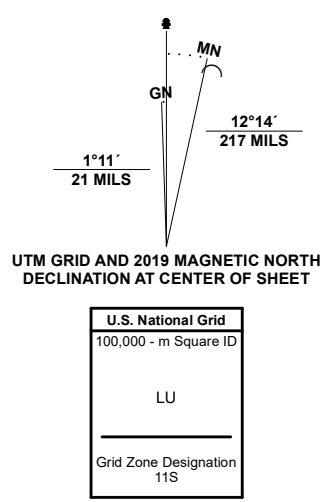 MN
GN
12°14´
217 MILS
1°11´
21 MILS
UTM GRID AND 2019 MAGNETIC NORTH
DECLINATION AT CENTER OF SHEET
U.S. National Grid
100,000 - m Square ID
LU
Grid Zone Designation
11S